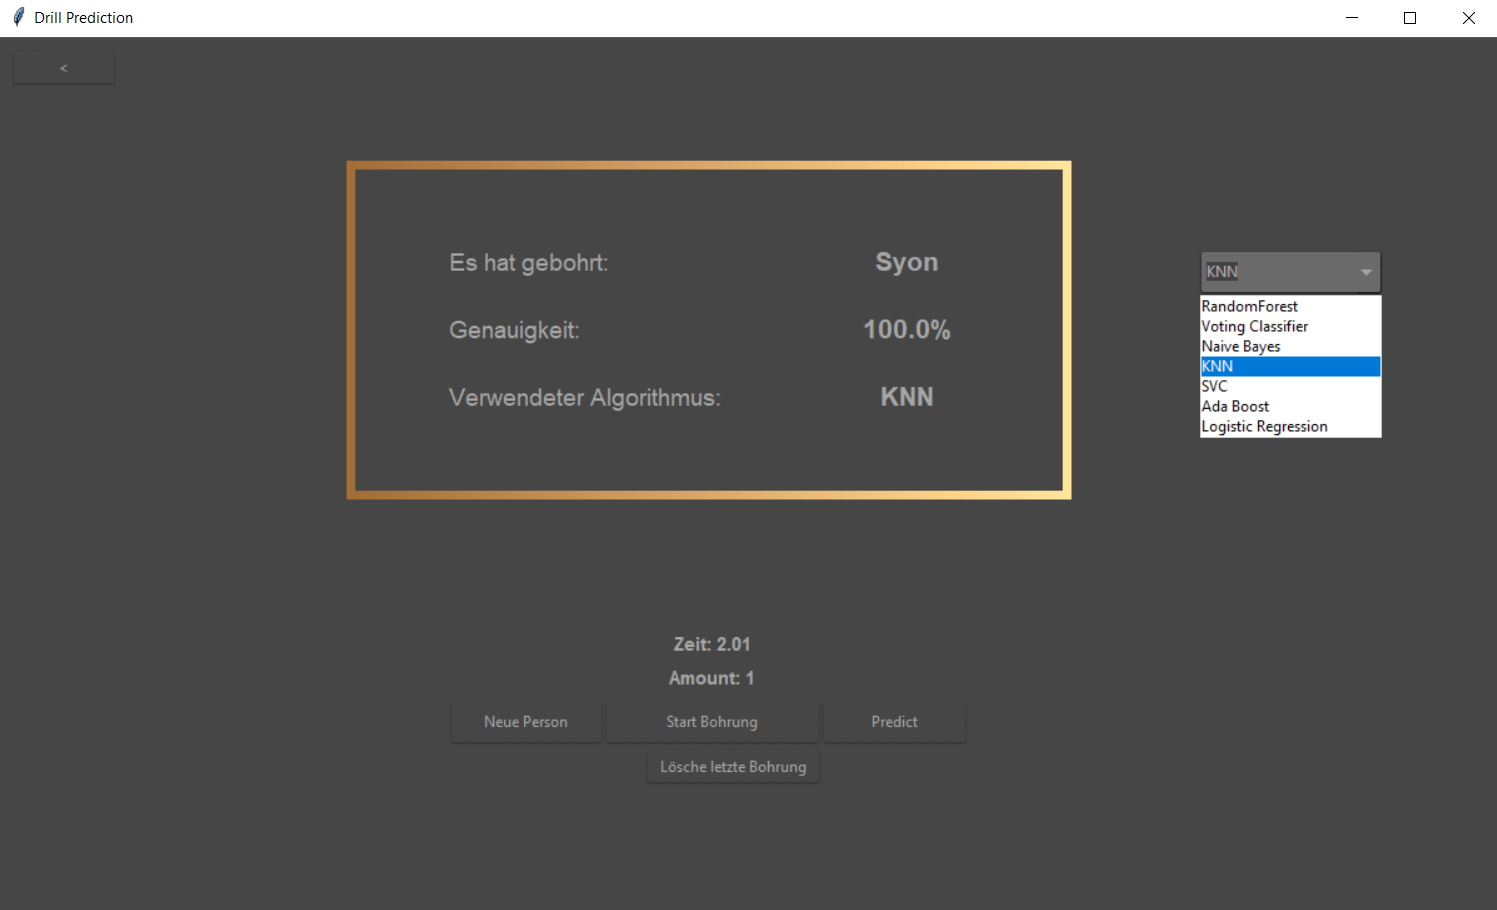 Drill Prediction
<
Es hat gebohrt: Syon
Genauigkeit: 100.0%
Verwendeter Algorithmus: KNN
KNN
RandomForest
Voting Classifier
Naive Bayes
KNN
SVC
Ada Boost
Logistic Regression
Zeit: 2.01
Amount: 1
Neue Person Start Bohrung Predict
Lösche letzte Bohrung